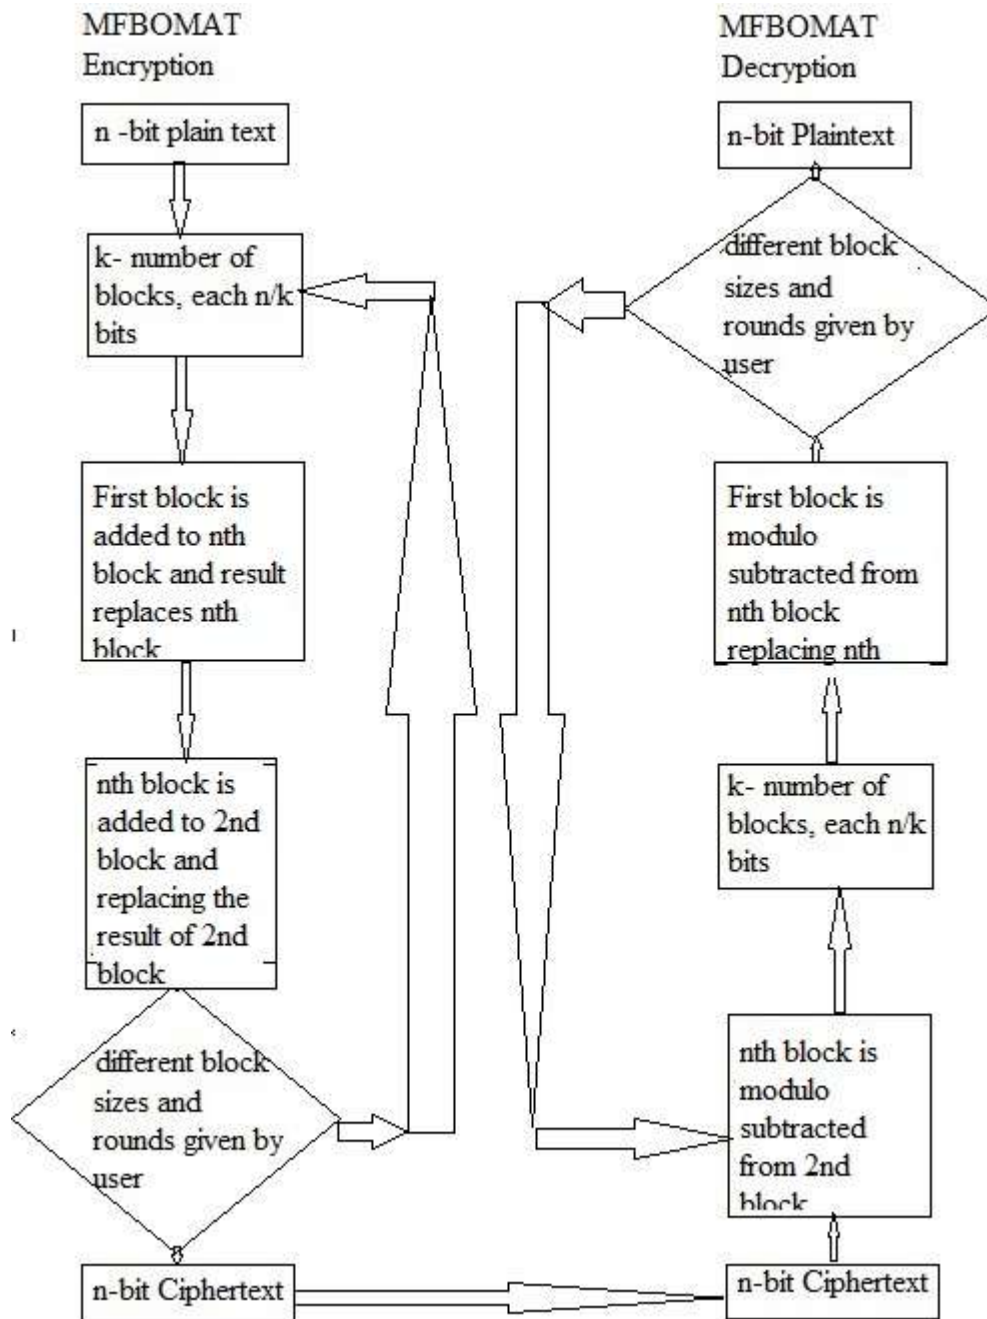 MFBOMAT
Encryption
n -bit plain text
k- number of
blocks, each n/k
bits
First block is
added to nth
block and result
replaces nth
block
nth block is
added to 2nd
block and
replacing the
result of 2nd
block
different block
sizes and
rounds given by
user
n-bit Ciphertext
MFBOMAT
Decryption
n-bit Plaintext
different block
sizes and
rounds given by
user
First block is
modulo
subtracted from
nth block
replacing nth
k- number of
blocks, each n/k
bits
nth block is
modulo
subtracted
from 2nd
block
n-bit Ciphertext